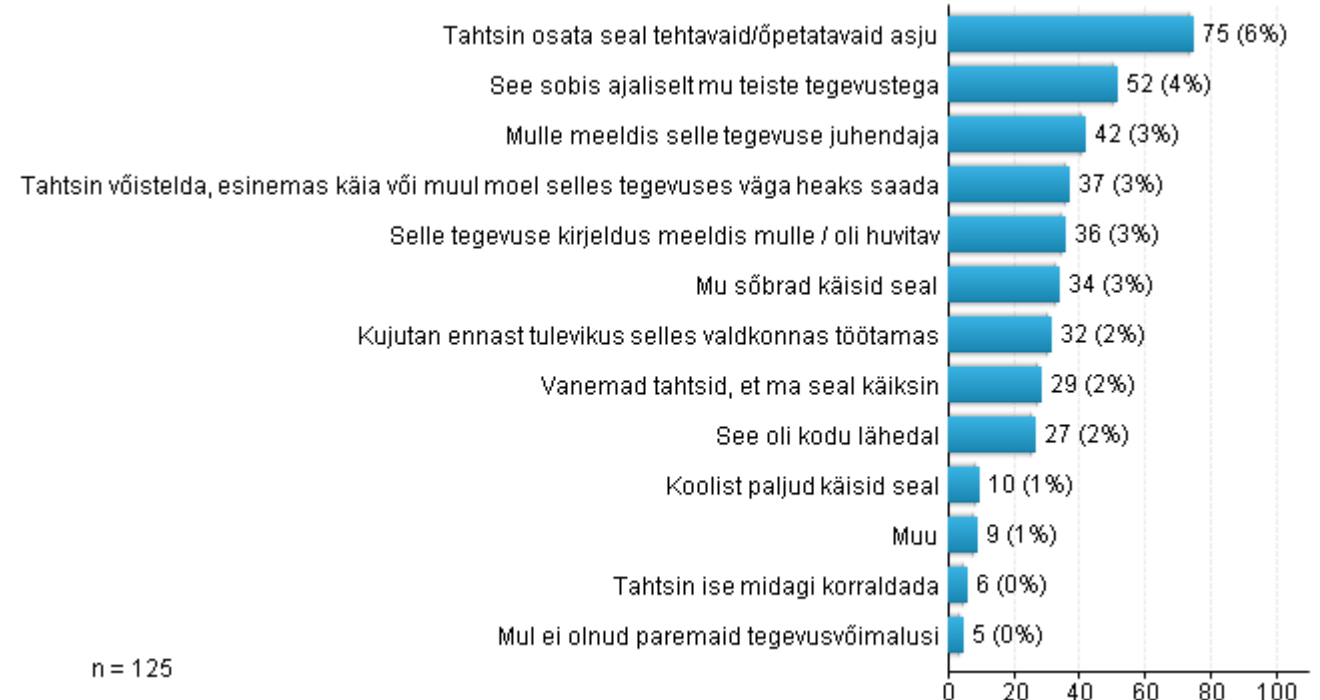 Tahtsin osata seal tehtavaid/õpetatavaid asju 75 (6%)
See sobis ajaliselt mu teiste tegevustega 52 (4%)
Mulle meeldis selle tegevuse juhendaja 42 (3%)
Tahtsin võistelda, esinemas käia või muul moel selles tegevuses väga heaks saada 37 (3%)
Selle tegevuse kirjeldus meeldis mulle / oli huvitav 36 (3%)
Mu sõbrad käisid seal 34 (3%)
Kujutan ennast tulevikus selles valdkonnas töötamas 32 (2%)
Vanemad tahtsid, et ma seal käiksin 29 (2%)
See oli kodu lähedal 27 (2%)
Koolist paljud käisid seal 10 (1%)
Muu 9 (1%)
Tahtsin ise midagi korraldada 6 (0%)
Mul ei olnud paremaid tegevusvõimalusi 5 (0%)
n = 125
0 20 40 60 80 100